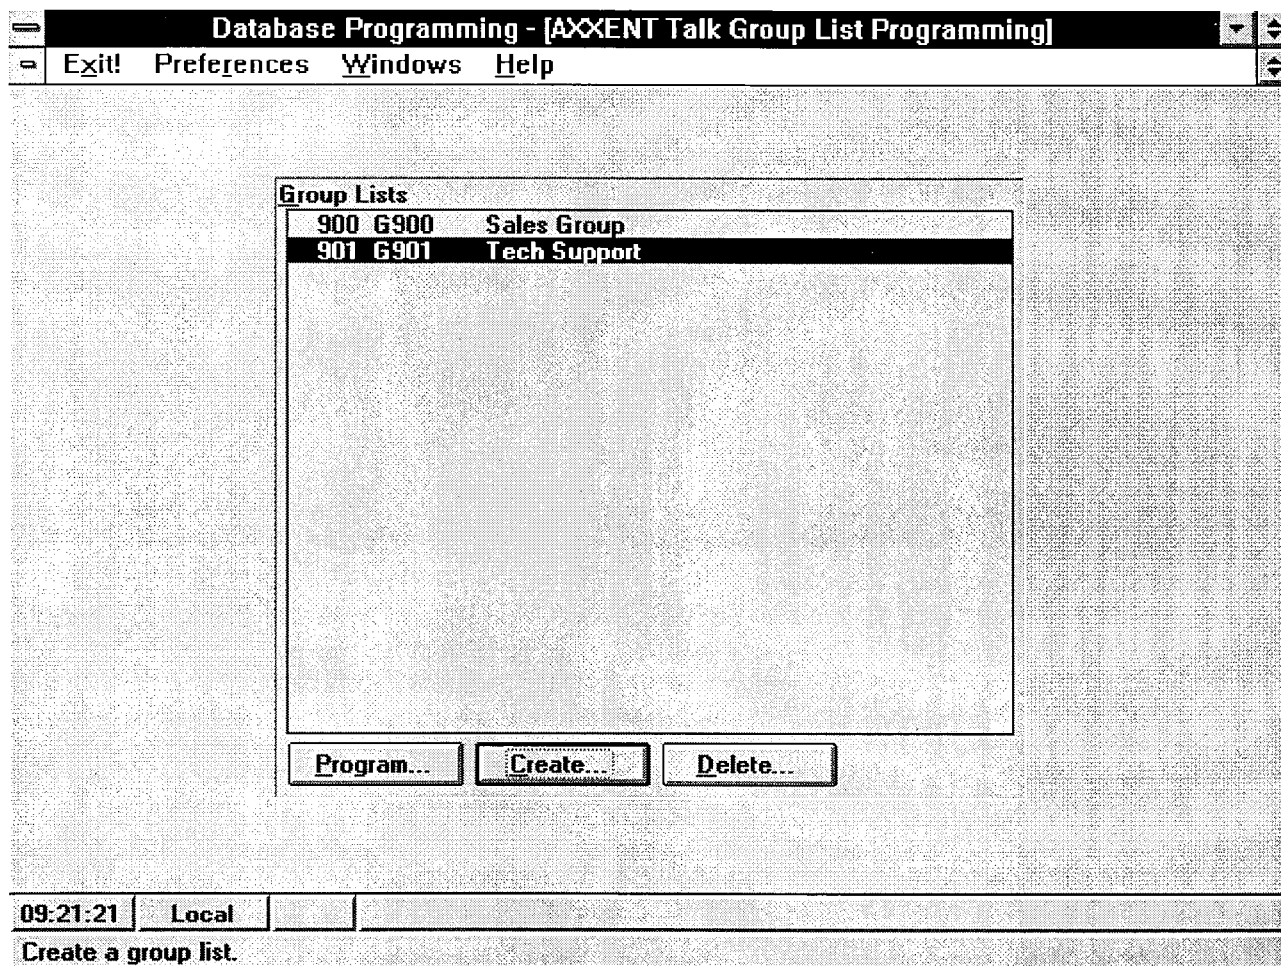 Database Programming - [AXXENT Talk Group List Programming]
Exit! Preferences Windows Help
Group Lists
900 G900 Sales Group
901 G901 Tech Support
Program... Create... Delete...
09:21:21 Local
Create a group list.